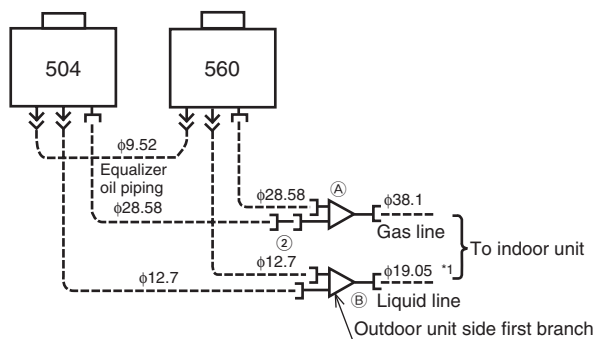 504
560
φ9.52
Equalizer
oil piping
φ28.58
φ28.58
Ⓐ
φ38.1
Gas line
②
To indoor unit
φ12.7
φ19.05 *1
φ12.7
Ⓑ
Liquid line
Outdoor unit side first branch